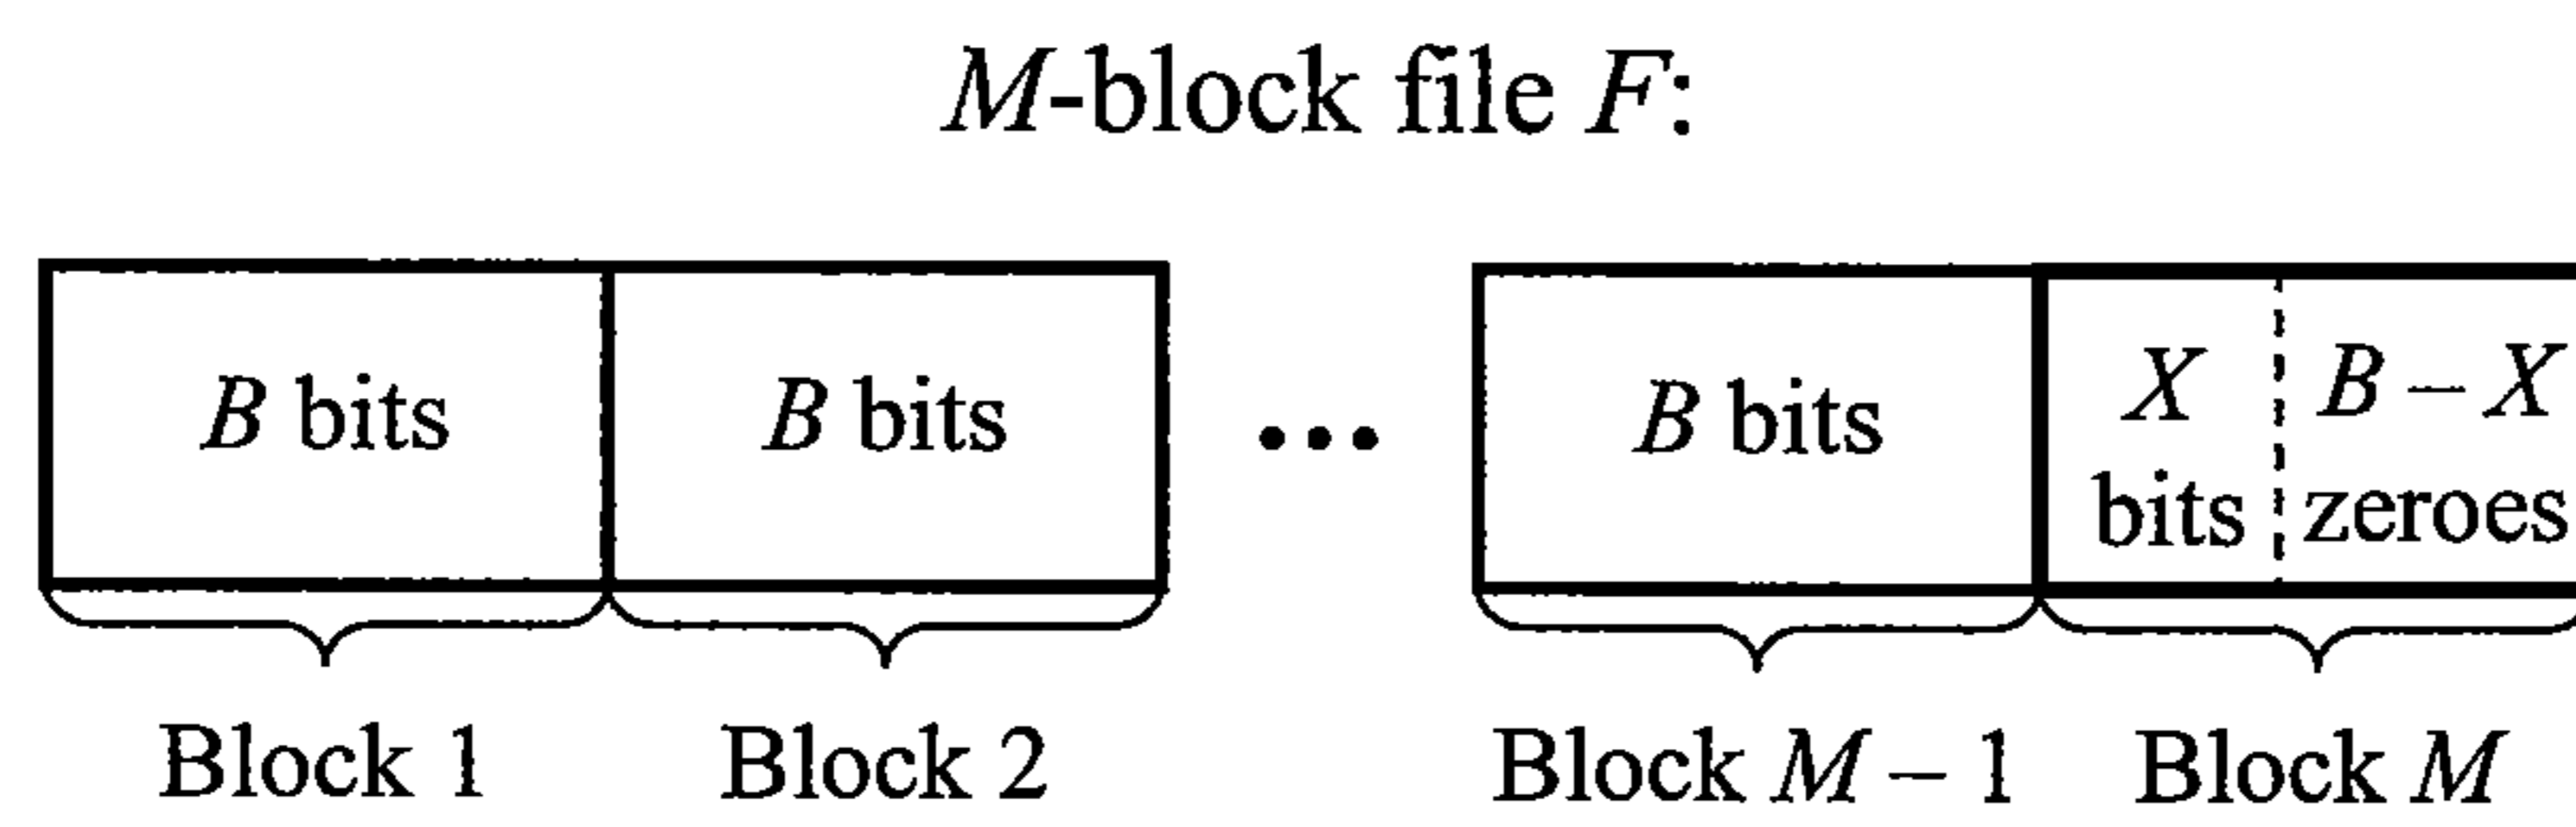 M-block file F:
B bits
B bits
...
B bits
X
bits
B – X
zeroes
Block 1
Block 2
Block M – 1
Block M